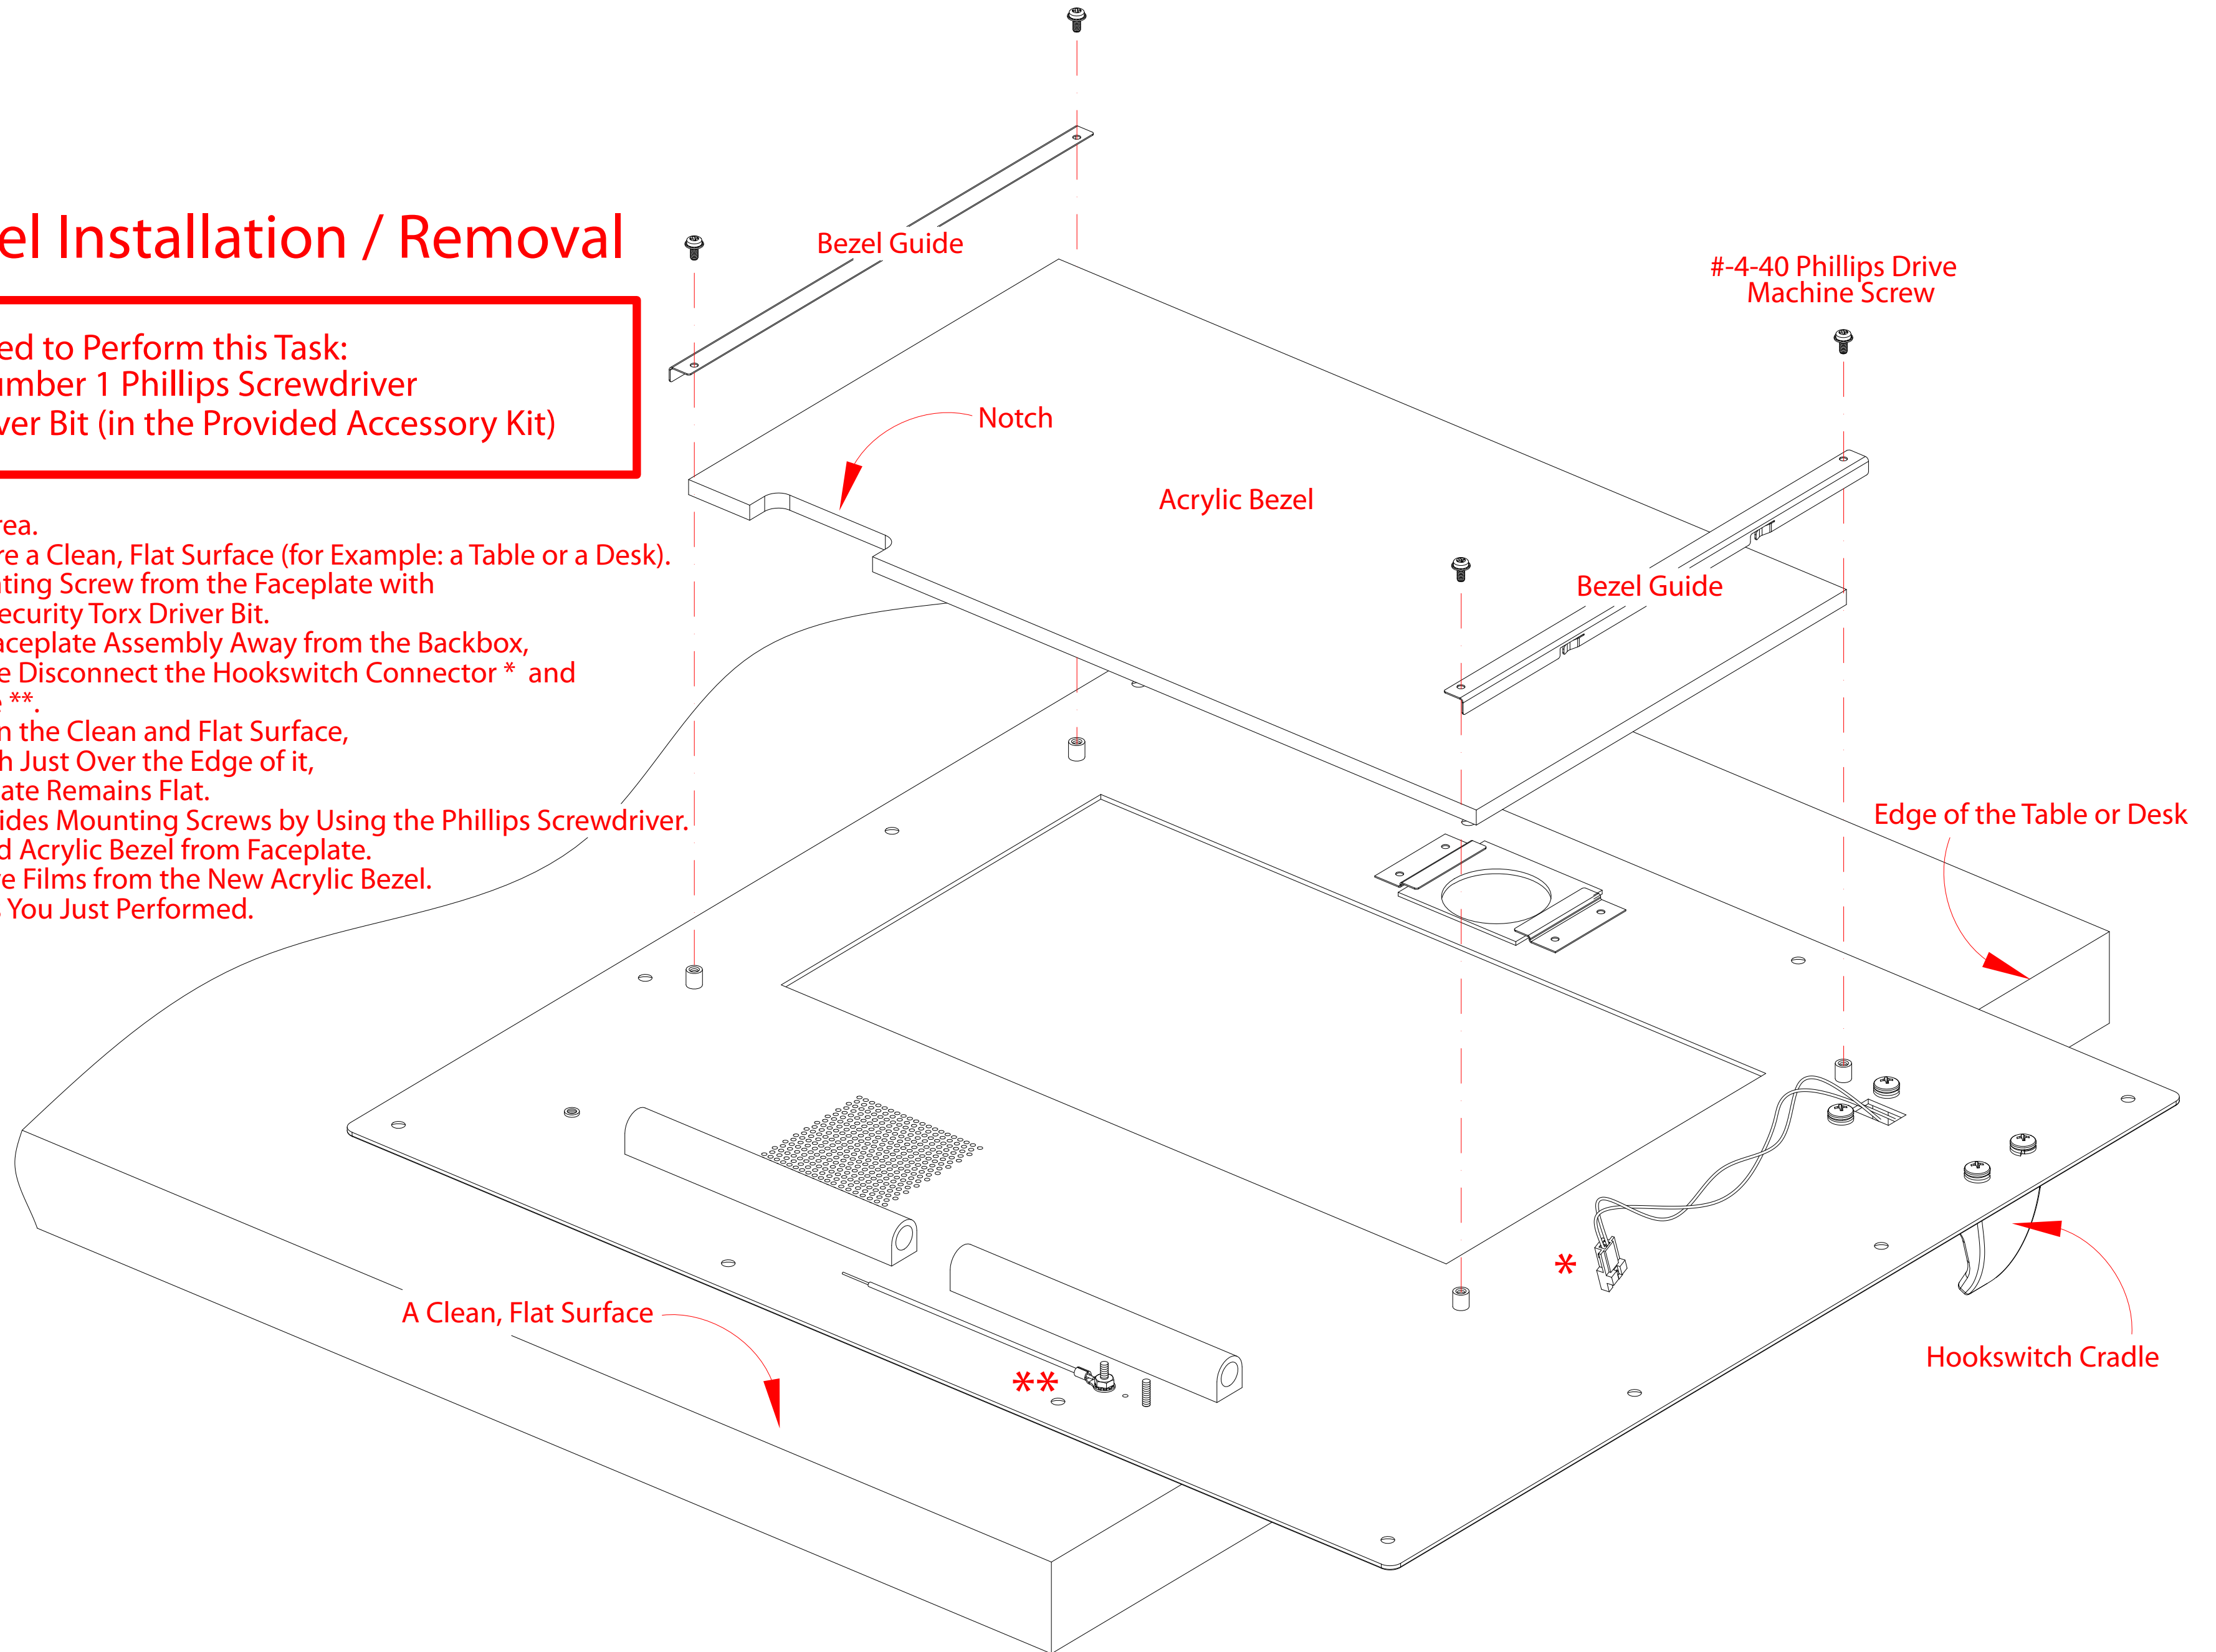 el Installation / Removal
ed to Perform this Task:
umber 1 Phillips Screwdriver
ver Bit (in the Provided Accessory Kit)
rea.
re a Clean, Flat Surface (for Example: a Table or a Desk).
ating Screw from the Faceplate with
Security Torx Driver Bit.
aceplate Assembly Away from the Backbox,
e Disconnect the Hookswitch Connector * and
e **.
n the Clean and Flat Surface,
h Just Over the Edge of it,
ate Remains Flat.
ides Mounting Screws by Using the Phillips Screwdriver.
d Acrylic Bezel from Faceplate.
ve Films from the New Acrylic Bezel.
s You Just Performed.
Bezel Guide
#-4-40 Phillips Drive
Machine Screw
Notch
Acrylic Bezel
Bezel Guide
Edge of the Table or Desk
*
A Clean, Flat Surface
**
Hookswitch Cradle